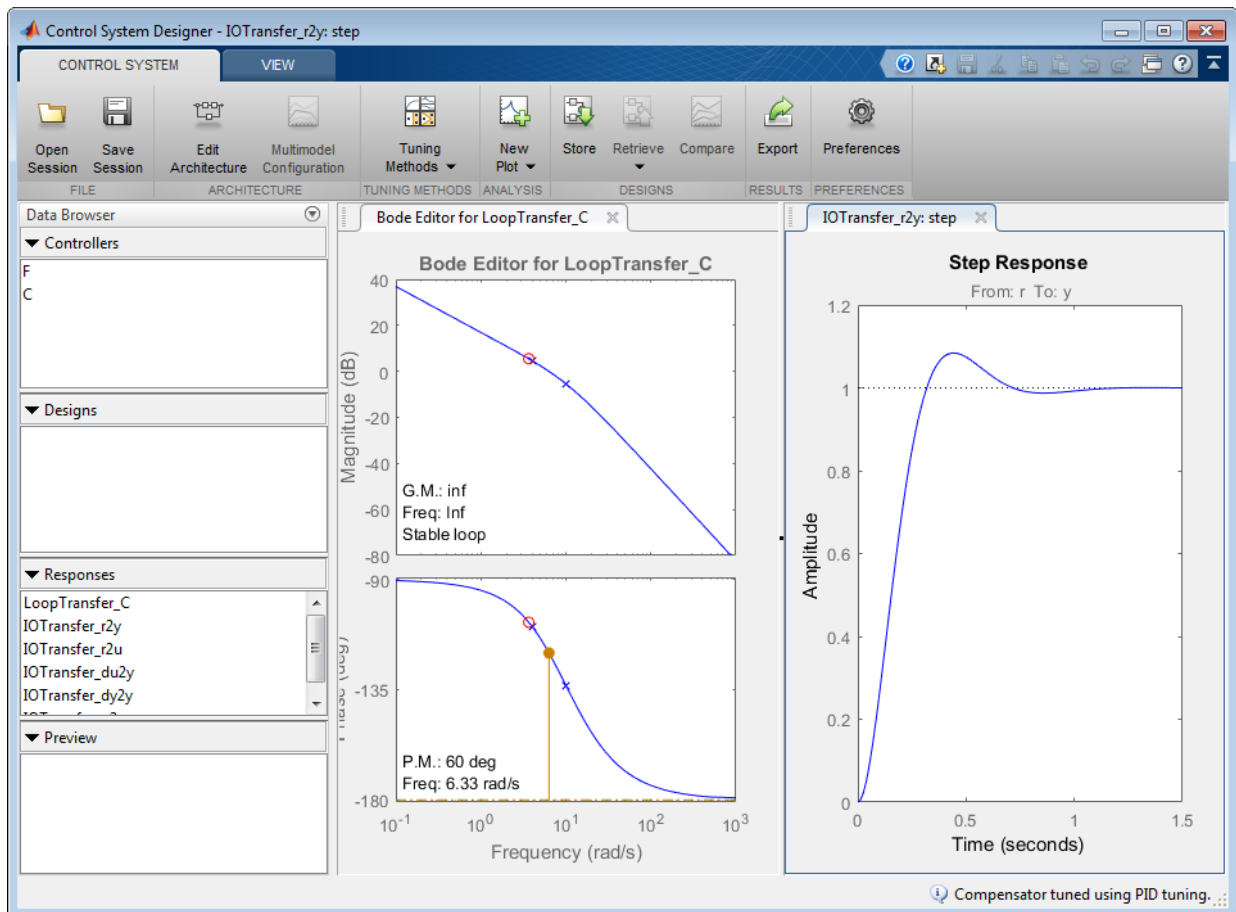 Control System Designer - IOTransfer_r2y: step
CONTROL SYSTEM
VIEW
Open Session
Save Session
Edit Architecture
Multimodel Configuration
Tuning Methods
New Plot
Store
Retrieve
Compare
Export
Preferences
FILE
ARCHITECTURE
TUNING METHODS
ANALYSIS
DESIGNS
RESULTS
PREFERENCES
Data Browser
Controllers
F
C
Designs
Responses
LoopTransfer_C
IOTransfer_r2y
IOTransfer_r2u
IOTransfer_du2y
IOTransfer_dy2y
Preview
Bode Editor for LoopTransfer_C
Bode Editor for LoopTransfer_C
Magnitude (dB)
40
20
0
-20
-40
-60
-80
G.M.: inf
Freq: Inf
Stable loop
-90
-135
-180
P.M.: 60 deg
Freq: 6.33 rad/s
10^-1
10^0
10^1
10^2
10^3
Frequency (rad/s)
IOTransfer_r2y: step
Step Response
From: r To: y
Amplitude
1.2
1
0.8
0.6
0.4
0.2
0
0
0.5
1
1.5
Time (seconds)
Compensator tuned using PID tuning.